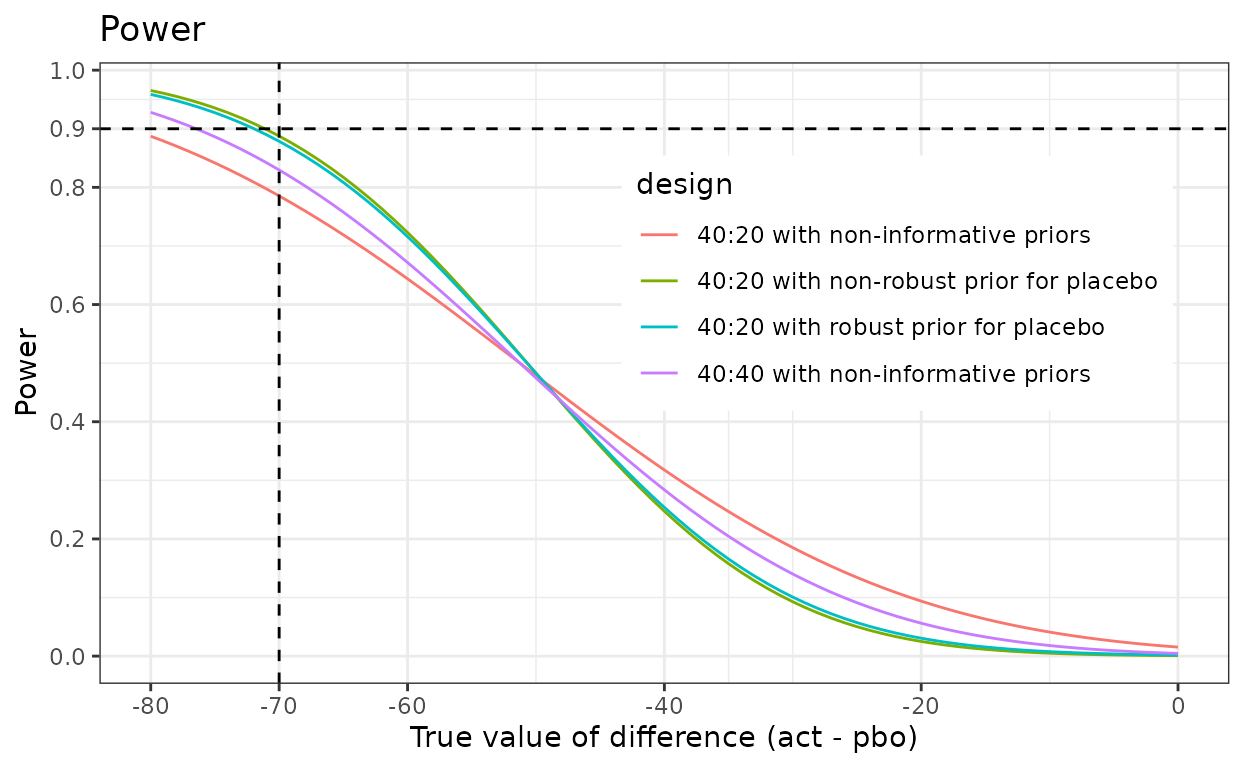 Power
1.0
0.9
0.8
0.6
0.4
0.2
0.0
Power
design
40:20 with non-informative priors
40:20 with non-robust prior for placebo
40:20 with robust prior for placebo
40:40 with non-informative priors
-80 -70 -60 -40 -20 0
True value of difference (act - pbo)